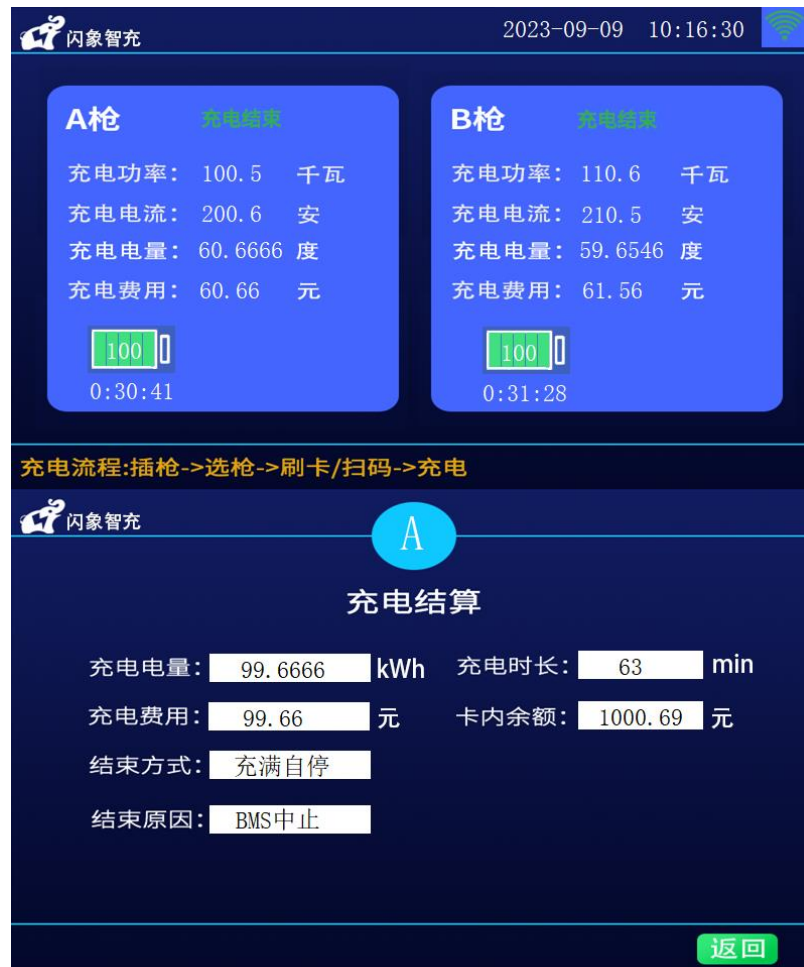 闪象智充 2023-09-09 10:16:30
A枪 充电结束
充电功率: 100.5 千瓦
充电电流: 200.6 安
充电电量: 60.6666 度
充电费用: 60.66 元
100
0:30:41
B枪 充电结束
充电功率: 110.6 千瓦
充电电流: 210.5 安
充电电量: 59.6546 度
充电费用: 61.56 元
100
0:31:28
充电流程:插枪->选枪->刷卡/扫码->充电
闪象智充
A
充电结算
充电电量: 99.6666 kWh 充电时长: 63 min
充电费用: 99.66 元 卡内余额: 1000.69 元
结束方式: 充满自停
结束原因: BMS中止
返回